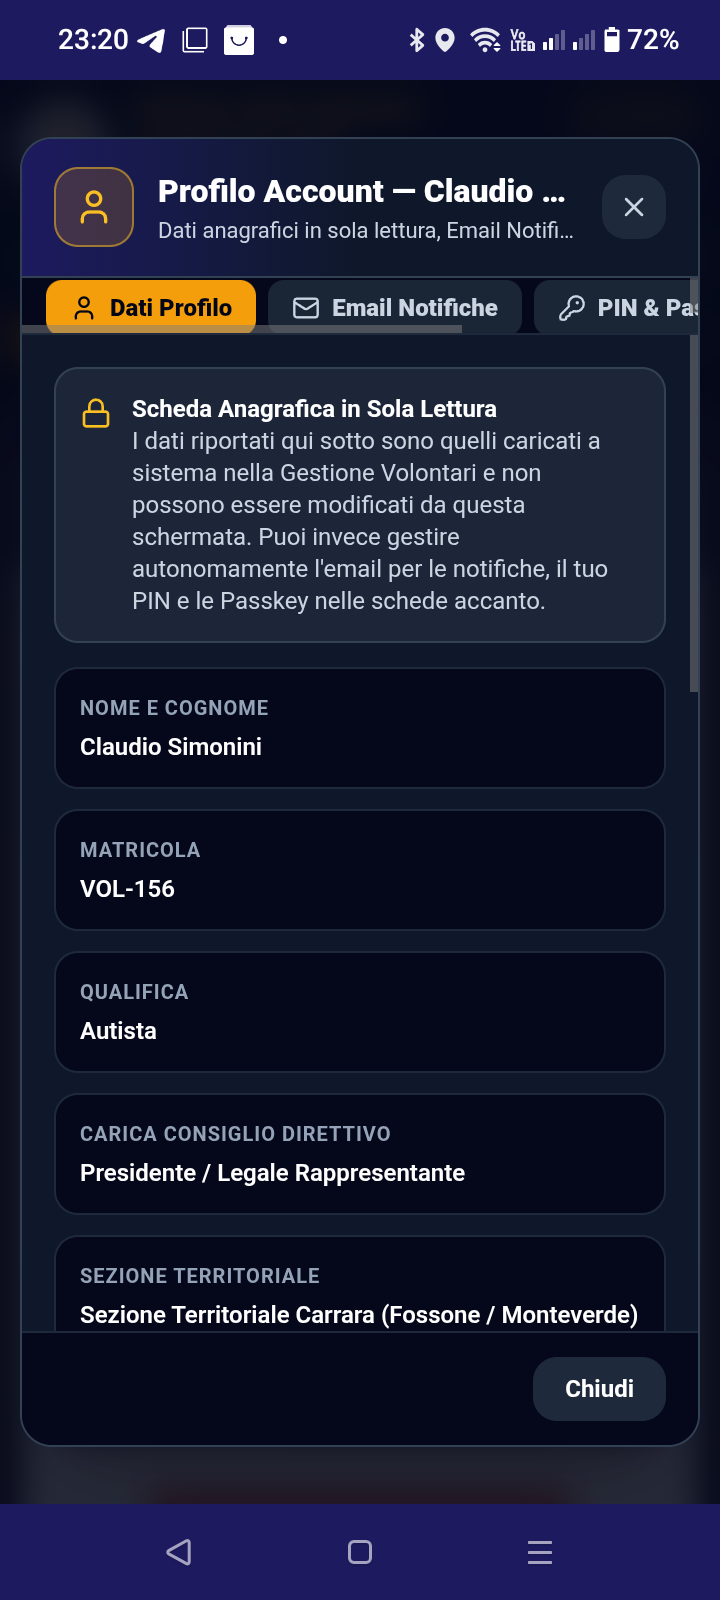 23:20
Vo
LTE
72%
Profilo Account — Claudio ...
Dati anagrafici in sola lettura, Email Notifi...
Dati Profilo
Email Notifiche
PIN & Pas
Scheda Anagrafica in Sola Lettura
I dati riportati qui sotto sono quelli caricati a
sistema nella Gestione Volontari e non
possono essere modificati da questa
schermata. Puoi invece gestire
autonomamente l'email per le notifiche, il tuo
PIN e le Passkey nelle schede accanto.
NOME E COGNOME
Claudio Simonini
MATRICOLA
VOL-156
QUALIFICA
Autista
CARICA CONSIGLIO DIRETTIVO
Presidente / Legale Rappresentante
SEZIONE TERRITORIALE
Sezione Territoriale Carrara (Fossone / Monteverde)
Chiudi